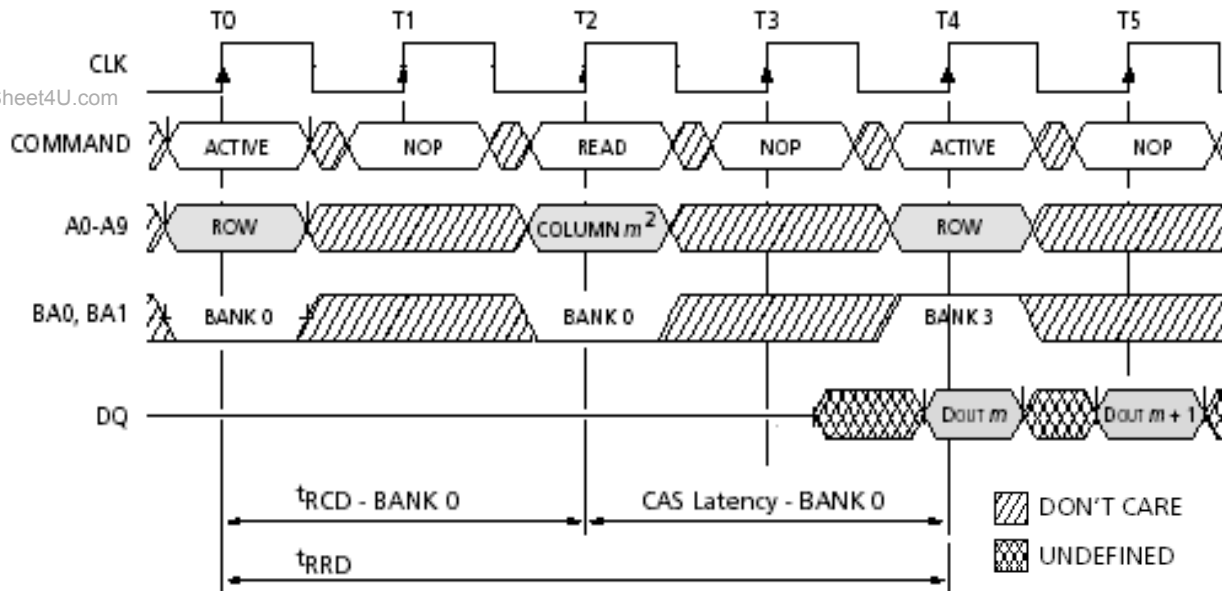 T0 T1 T2 T3 T4 T5
CLK
Sheet4U.com
COMMAND ACTIVE NOP READ NOP ACTIVE NOP
A0-A9 ROW COLUMN m² ROW
BA0, BA1 BANK 0 BANK 0 BANK 3
DQ DOUT m DOUT m + 1
tRCD - BANK 0 CAS Latency - BANK 0
DON'T CARE
tRRD
UNDEFINED